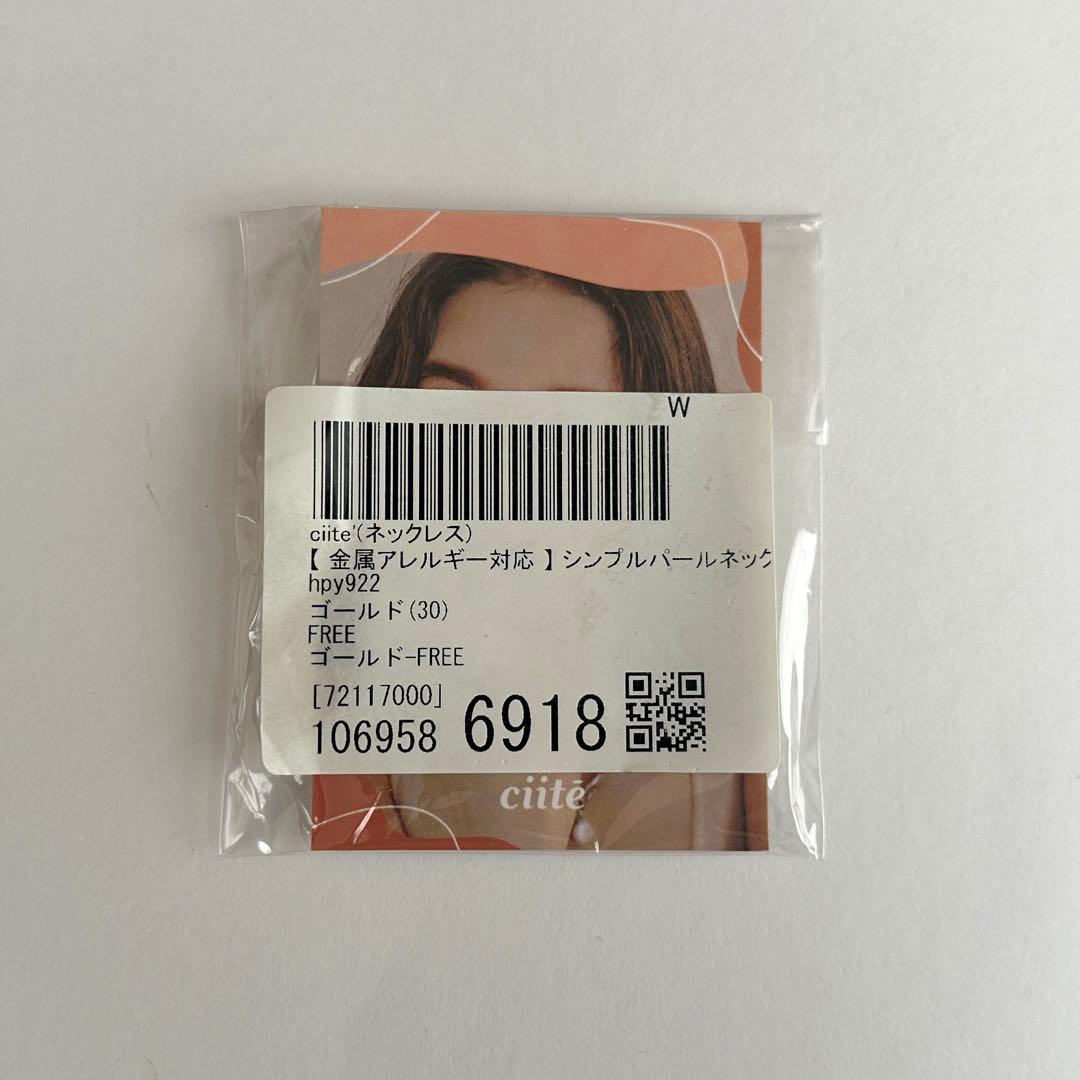 W
ciite'(ネックレス)
【 金属アレルギー対応 】シンプルパールネック
hpy922
ゴールド(30)
FREE
ゴールド-FREE
[72117000]
106958 6918
ciitē